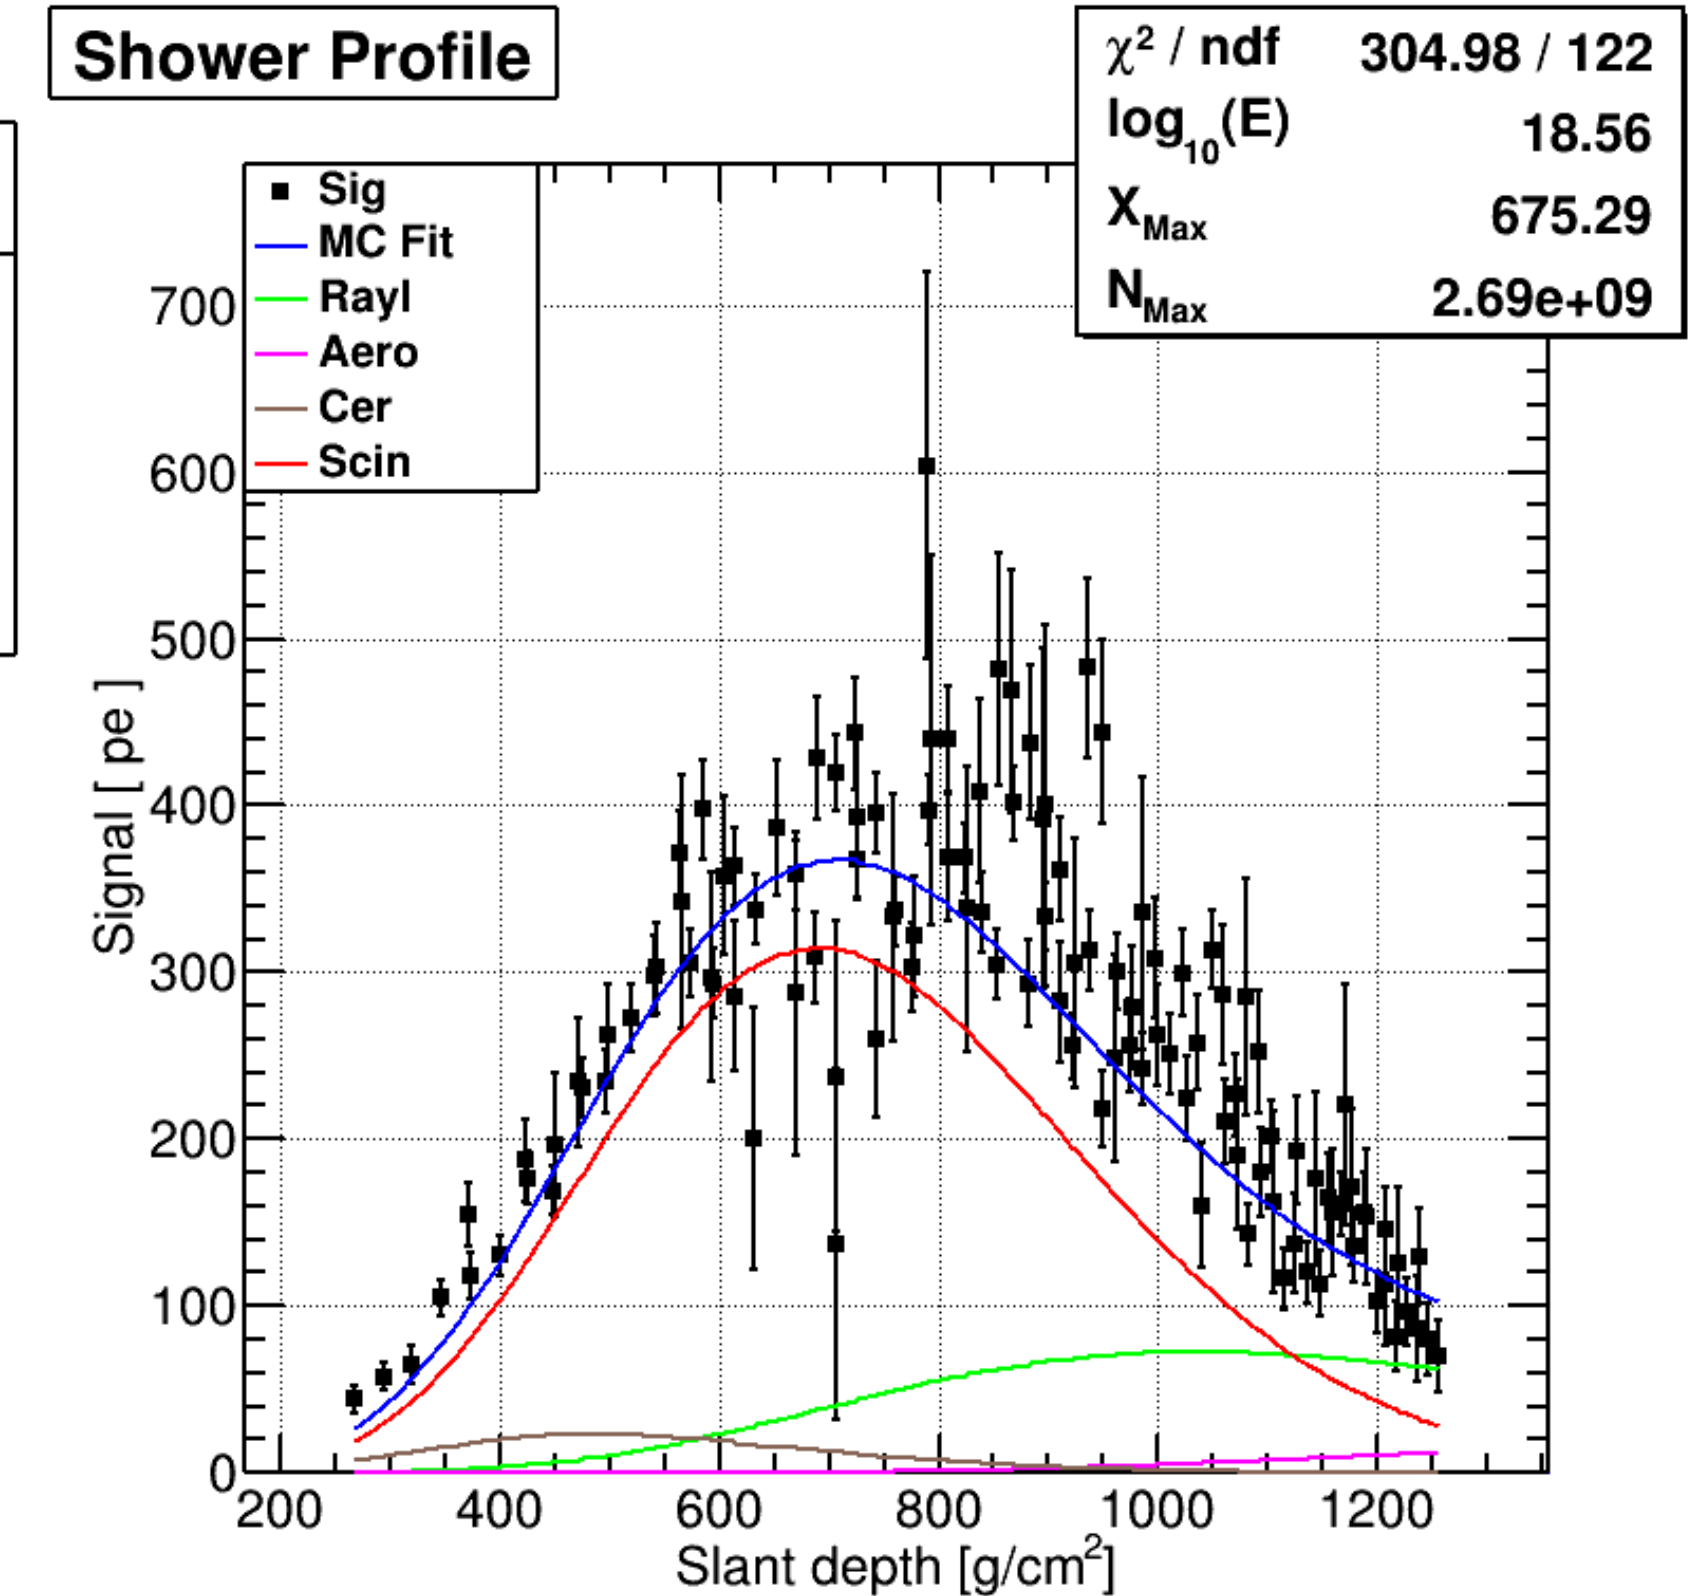 Shower Profile
χ² / ndf 304.98 / 122
log₁₀(E) 18.56
X_Max 675.29
N_Max 2.69e+09
Sig
MC Fit
Rayl
Aero
Cer
Scin
Signal [ pe ]
700
600
500
400
300
200
100
0
200 400 600 800 1000 1200
Slant depth [g/cm²]